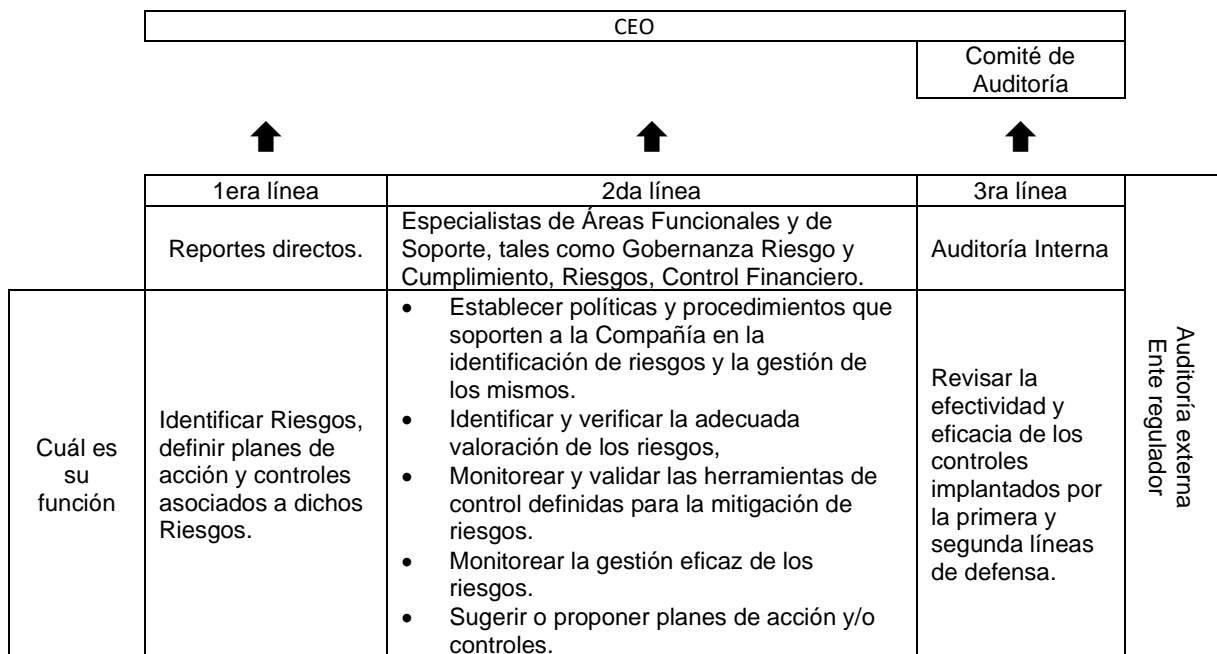 CEO
Comité de
Auditoría
1era línea
2da línea
3ra línea
Reportes directos.
Especialistas de Áreas Funcionales y de
Soporte, tales como Gobernanza Riesgo y
Cumplimiento, Riesgos, Control Financiero.
Auditoría Interna
Cuál es
su
función
Identificar Riesgos,
definir planes de
acción y controles
asociados a dichos
Riesgos.
• Establecer políticas y procedimientos que
soporten a la Compañía en la
identificación de riesgos y la gestión de
los mismos.
• Identificar y verificar la adecuada
valoración de los riesgos,
• Monitorear y validar las herramientas de
control definidas para la mitigación de
riesgos.
• Monitorear la gestión eficaz de los
riesgos.
• Sugerir o proponer planes de acción y/o
controles.
Revisar la
efectividad y
eficacia de los
controles
implantados por
la primera y
segunda líneas
de defensa.
Auditoría externa
Ente regulador